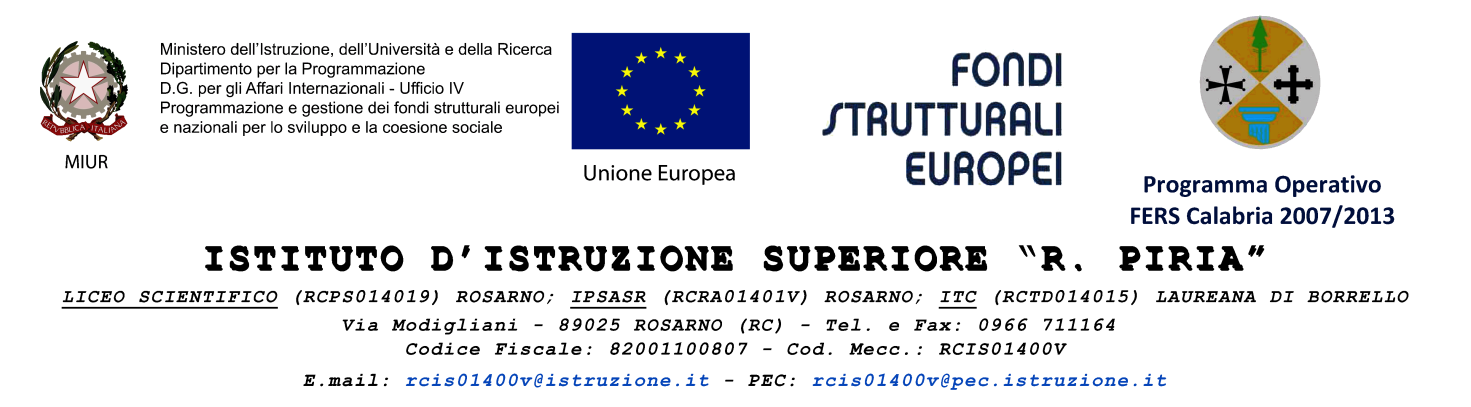 REPVBBLICA ITALIANA
MIUR
Ministero dell'Istruzione, dell'Università e della Ricerca
Dipartimento per la Programmazione
D.G. per gli Affari Internazionali - Ufficio IV
Programmazione e gestione dei fondi strutturali europei
e nazionali per lo sviluppo e la coesione sociale
Unione Europea
FONDI
STRUTTURALI
EUROPEI
Programma Operativo
FERS Calabria 2007/2013
ISTITUTO D’ISTRUZIONE SUPERIORE “R. PIRIA”
LICEO SCIENTIFICO (RCPS014019) ROSARNO; IPSASR (RCRA01401V) ROSARNO; ITC (RCTD014015) LAUREANA DI BORRELLO
Via Modigliani - 89025 ROSARNO (RC) - Tel. e Fax: 0966 711164
Codice Fiscale: 82001100807 - Cod. Mecc.: RCIS01400V
E.mail: rcis01400v@istruzione.it - PEC: rcis01400v@pec.istruzione.it